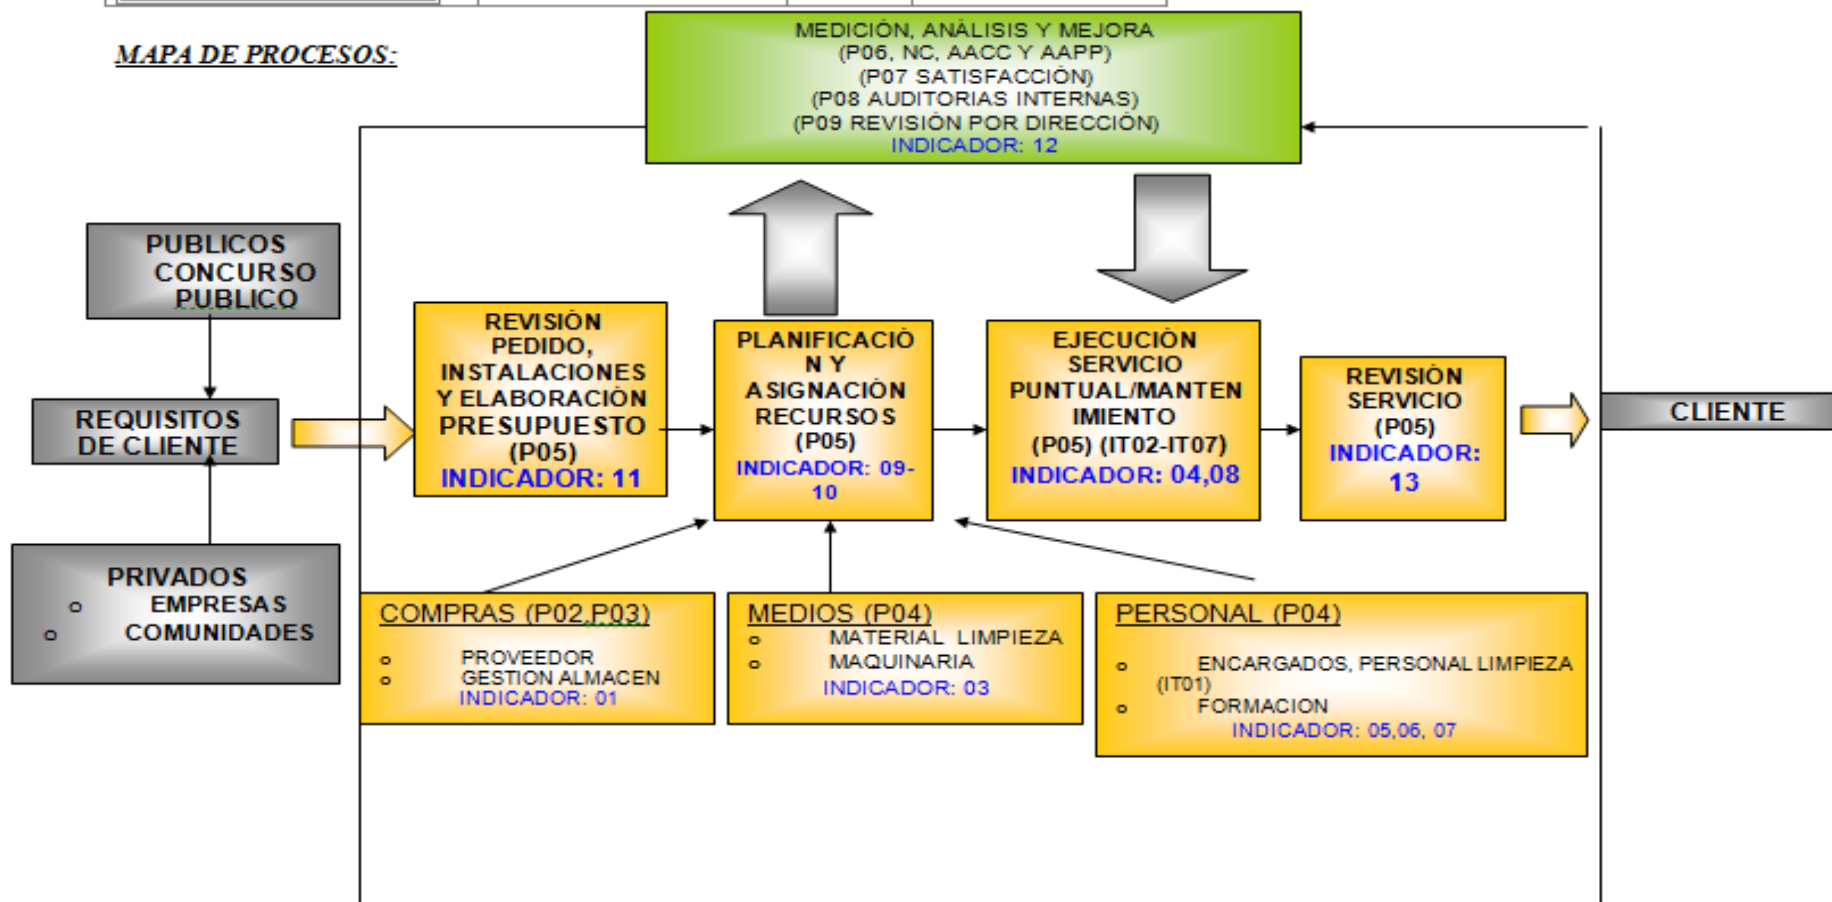 MAPA DE PROCESOS:
MEDICIÓN, ANÁLISIS Y MEJORA
(P06, NC, AACC Y AAPP)
(P07 SATISFACCIÓN)
(P08 AUDITORIAS INTERNAS)
(P09 REVISIÓN POR DIRECCIÓN)
INDICADOR: 12
PUBLICOS
CONCURSO
PUBLICO
REQUISITOS
DE CLIENTE
PRIVADOS
o EMPRESAS
o COMUNIDADES
REVISIÓN
PEDIDO,
INSTALACIONES
Y ELABORACIÓN
PRESUPUESTO
(P05)
INDICADOR: 11
PLANIFICACIÓ
N Y
ASIGNACIÓN
RECURSOS
(P05)
INDICADOR: 09-
10
EJECUCIÓN
SERVICIO
PUNTUAL/MANTEN
IMIENTO
(P05) (IT02-IT07)
INDICADOR: 04,08
REVISIÓN
SERVICIO
(P05)
INDICADOR:
13
CLIENTE
COMPRAS (P02,P03)
o PROVEEDOR
o GESTION ALMACEN
INDICADOR: 01
MEDIOS (P04)
o MATERIAL LIMPIEZA
o MAQUINARIA
INDICADOR: 03
PERSONAL (P04)
o ENCARGADOS, PERSONAL LIMPIEZA
(IT01)
o FORMACION
INDICADOR: 05,06, 07